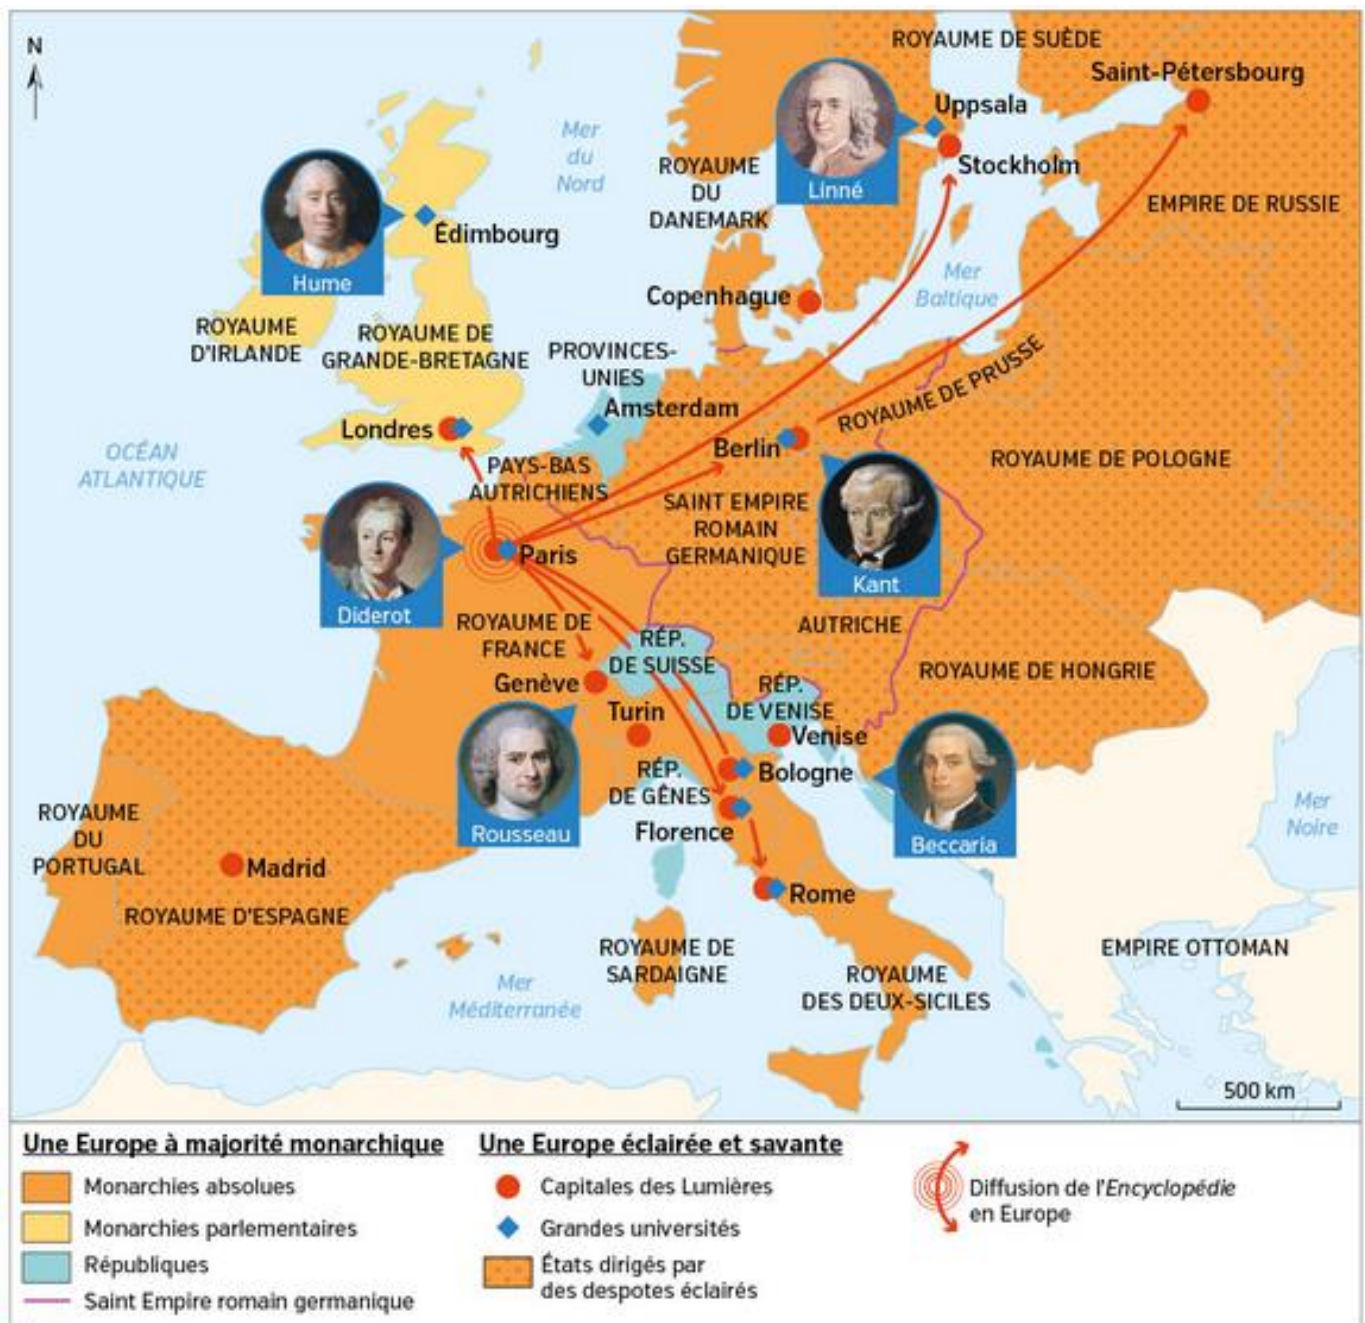 N
ROYAUME DE SUÈDE
Saint-Pétersbourg
Uppsala
Mer
du
Nord
Stockholm
ROYAUME
DU
DANEMARK
Linné
EMPIRE DE RUSSIE
Édimbourg
Hume
Mer
Baltique
Copenhague
ROYAUME
D'IRLANDE
ROYAUME DE
GRANDE-BRETAGNE
PROVINCES-
UNIES
Amsterdam
ROYAUME DE PRUSSE
Londres
Berlin
OCÉAN
ATLANTIQUE
PAYS-BAS
AUTRICHIENS
ROYAUME DE POLOGNE
SAINT EMPIRE
ROMAIN
GERMANIQUE
Paris
Kant
Diderot
ROYAUME DE
FRANCE
AUTRICHE
RÉP.
DE SUISSE
ROYAUME DE HONGRIE
Genève
RÉP.
DE VENISE
Turin
Venise
RÉP.
DE GÊNES
Bologne
Rousseau
Florence
Beccaria
Mer
Noire
ROYAUME
DU
PORTUGAL
Madrid
Rome
ROYAUME D'ESPAGNE
ROYAUME DE
SARDAIGNE
EMPIRE OTTOMAN
Mer
Méditerranée
ROYAUME
DES DEUX-SICILES
500 km
Une Europe à majorité monarchique
Monarchies absolues
Monarchies parlementaires
Républiques
Saint Empire romain germanique
Une Europe éclairée et savante
Capitales des Lumières
Grandes universités
États dirigés par
des despotes éclairés
Diffusion de l'Encyclopédie
en Europe